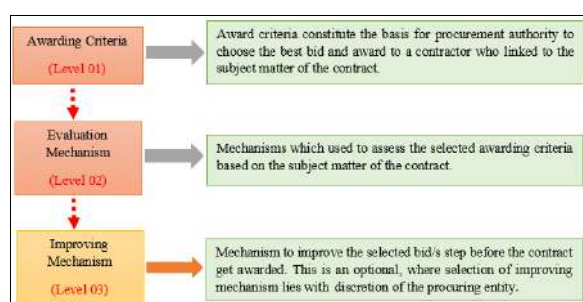 Awarding Criteria
(Level 01)
Award criteria constitute the basis for procurement authority to
choose the best bid and award to a contractor who linked to the
subject matter of the contract.
Evaluation
Mechanism
(Level 02)
Mechanisms which used to assess the selected awarding criteria
based on the subject matter of the contract.
Improving
Mechanism
(Level 03)
Mechanism to improve the selected bid/s step before the contract
get awarded. This is an optional, where selection of improving
mechanism lies with discretion of the procuring entity.